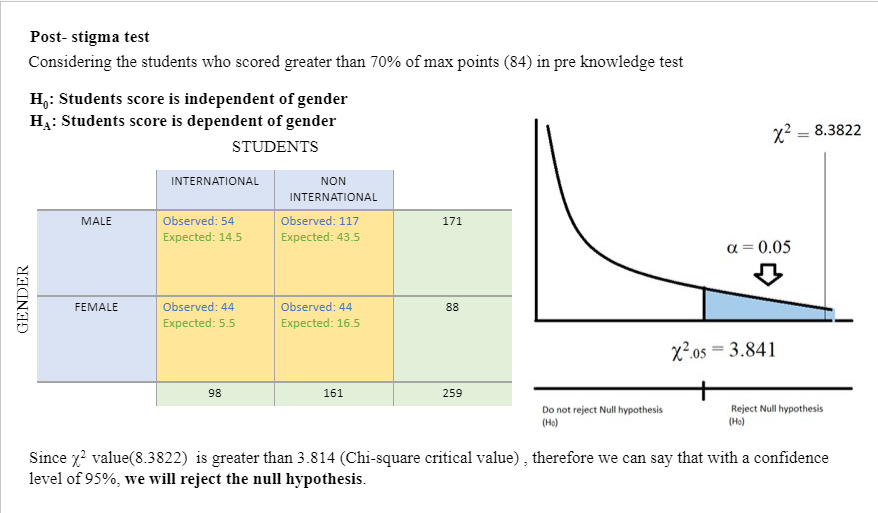 Post- stigma test
Considering the students who scored greater than 70% of max points (84) in pre knowledge test
H₀: Students score is independent of gender
Hᴀ: Students score is dependent of gender
STUDENTS
INTERNATIONAL
NON
INTERNATIONAL
GENDER
MALE
Observed: 54
Expected: 14.5
Observed: 117
Expected: 43.5
171
FEMALE
Observed: 44
Expected: 5.5
Observed: 44
Expected: 16.5
88
98
161
259
χ² = 8.3822
α = 0.05
χ².05 = 3.841
Do not reject Null hypothesis
(H₀)
Reject Null hypothesis
(H₀)
Since χ² value(8.3822)  is greater than 3.814 (Chi-square critical value) , therefore we can say that with a confidence
level of 95%, we will reject the null hypothesis.